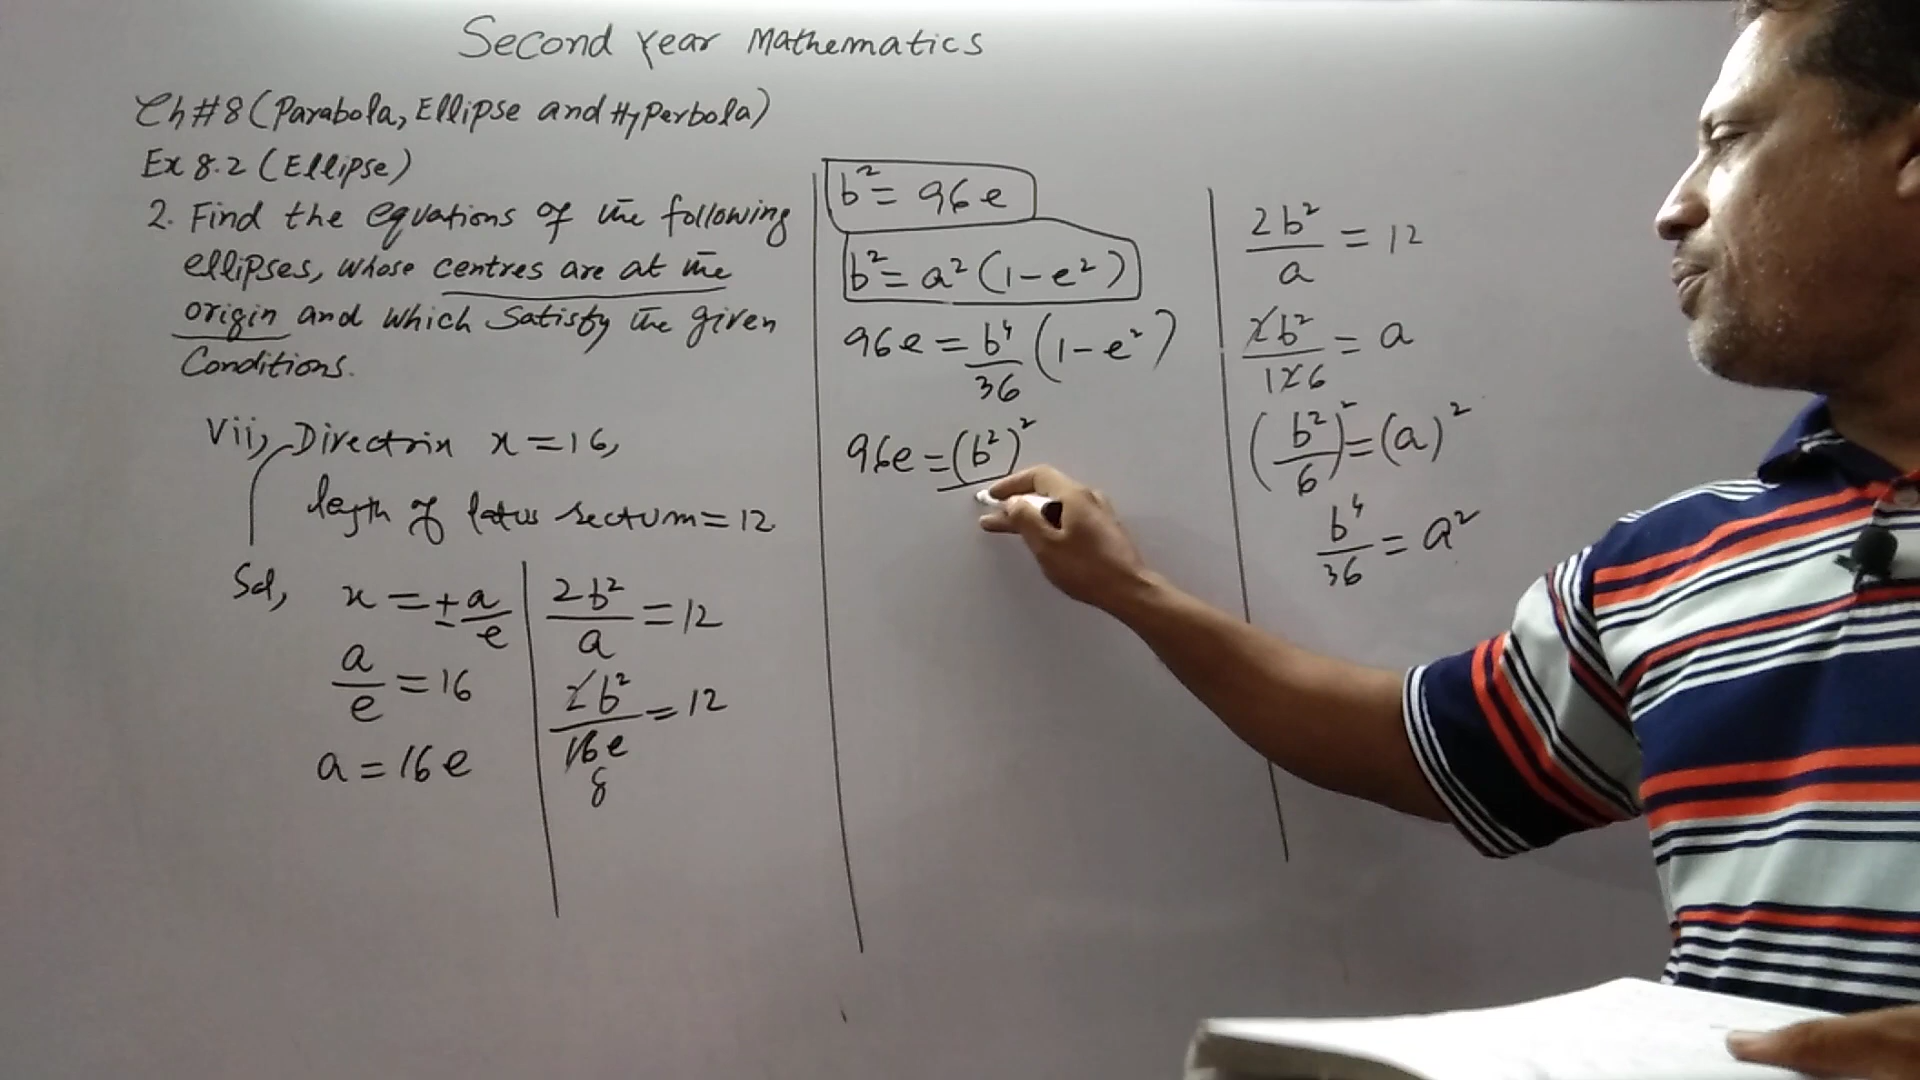 Second Year Mathematics
Ch#8 (Parabola, Ellipse and Hyperbola)
Ex 8.2 (Ellipse)
2. Find the equations of the following
ellipses, whose centres are at the
origin and which satisfy the given
Conditions.
vii, Directrix x = 16,
length of latus rectum = 12
Sol,
x = ± a/e
a/e = 16
a = 16e
2b²/a = 12
2b²/16e = 12
8
b² = 96e
b² = a² (1 - e²)
96e = b⁴/36 (1 - e²)
96e = (b²)²
2b²/a = 12
2b²/12 6 = a
(b²/6)² = (a)²
b⁴/36 = a²